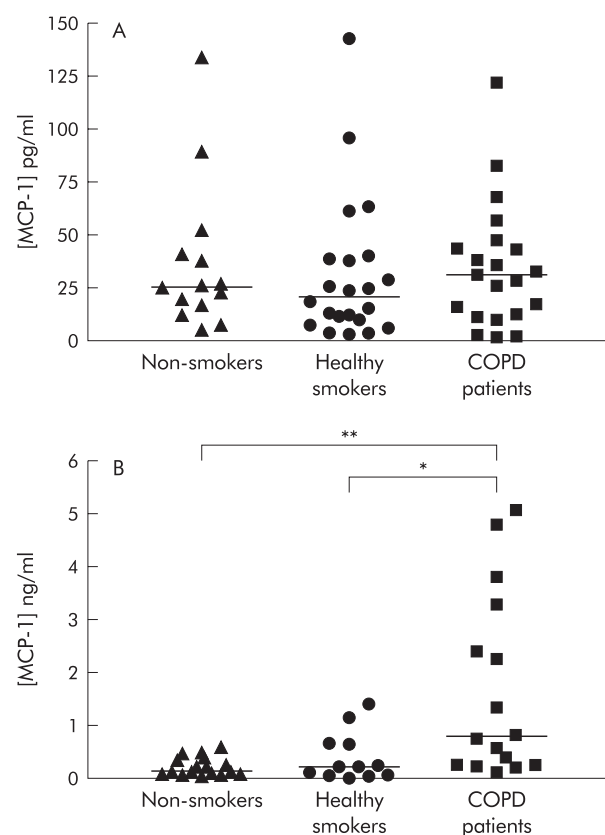 A
[MCP-1] pg/ml
150
125
100
75
50
25
0
Non-smokers
Healthy
smokers
COPD
patients
**
*
B
[MCP-1] ng/ml
6
5
4
3
2
1
0
Non-smokers
Healthy
smokers
COPD
patients